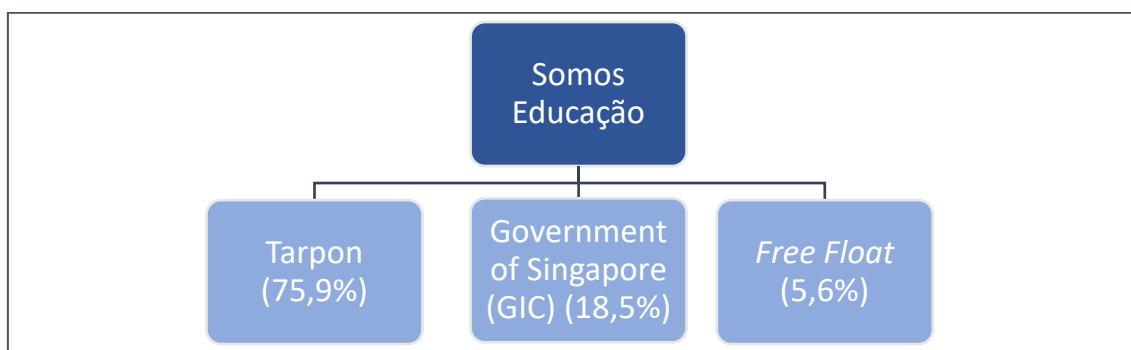 Somos
Educação
Tarpon
(75,9%)
Government
of Singapore
(GIC) (18,5%)
Free Float
(5,6%)